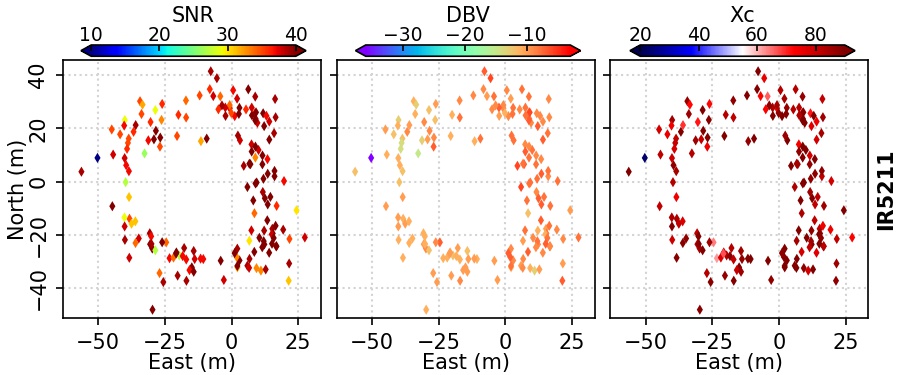 SNR DBV Xc
10 20 30 40 −30 −20 −10 20 40 60 80
40
20
0
−20
−40
North (m)
−50 −25 0 25 −50 −25 0 25 −50 −25 0 25
East (m) East (m) East (m)
IR5211